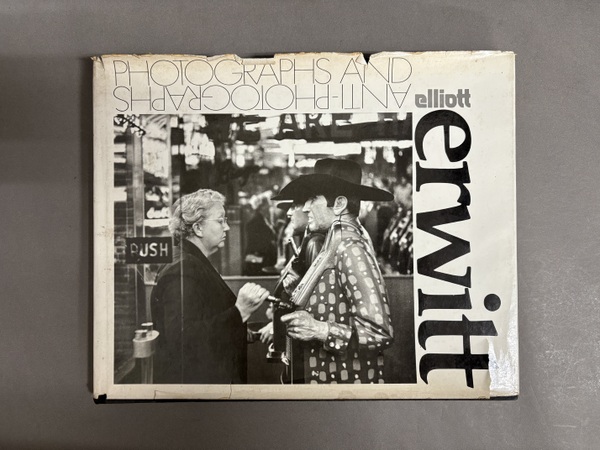 PHOTOGRAPHS AND
ANTI-PHOTOGRAPHS
elliott
erwitt
PUSH